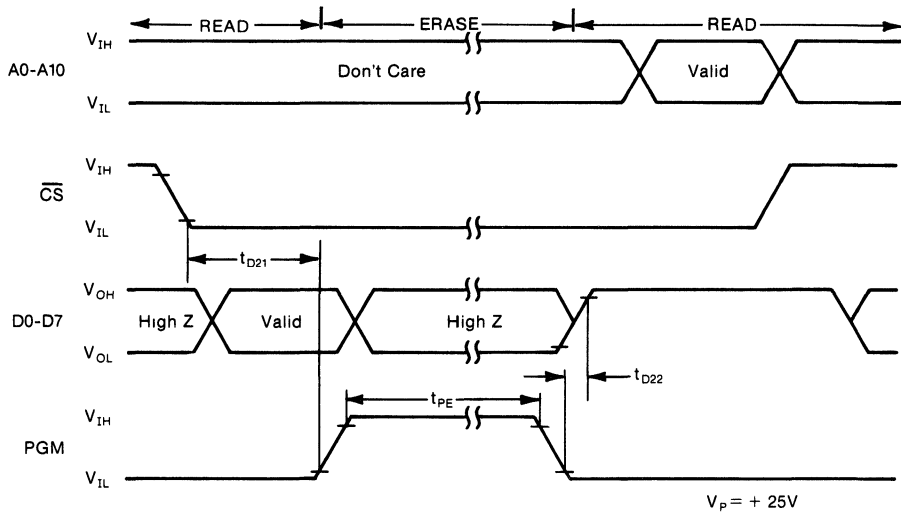 READ ERASE READ
V_IH
A0-A10 Don't Care Valid
V_IL
V_IH
C̅S̅
V_IL
t_D21
V_OH
D0-D7 High Z Valid High Z
V_OL
t_D22
t_PE
V_IH
PGM
V_IL
V_P = + 25V